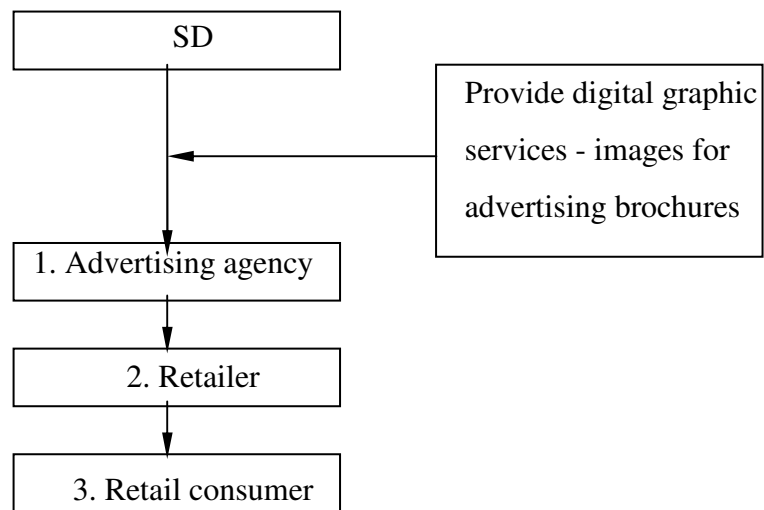 SD
Provide digital graphic
services - images for
advertising brochures
1. Advertising agency
2. Retailer
3. Retail consumer